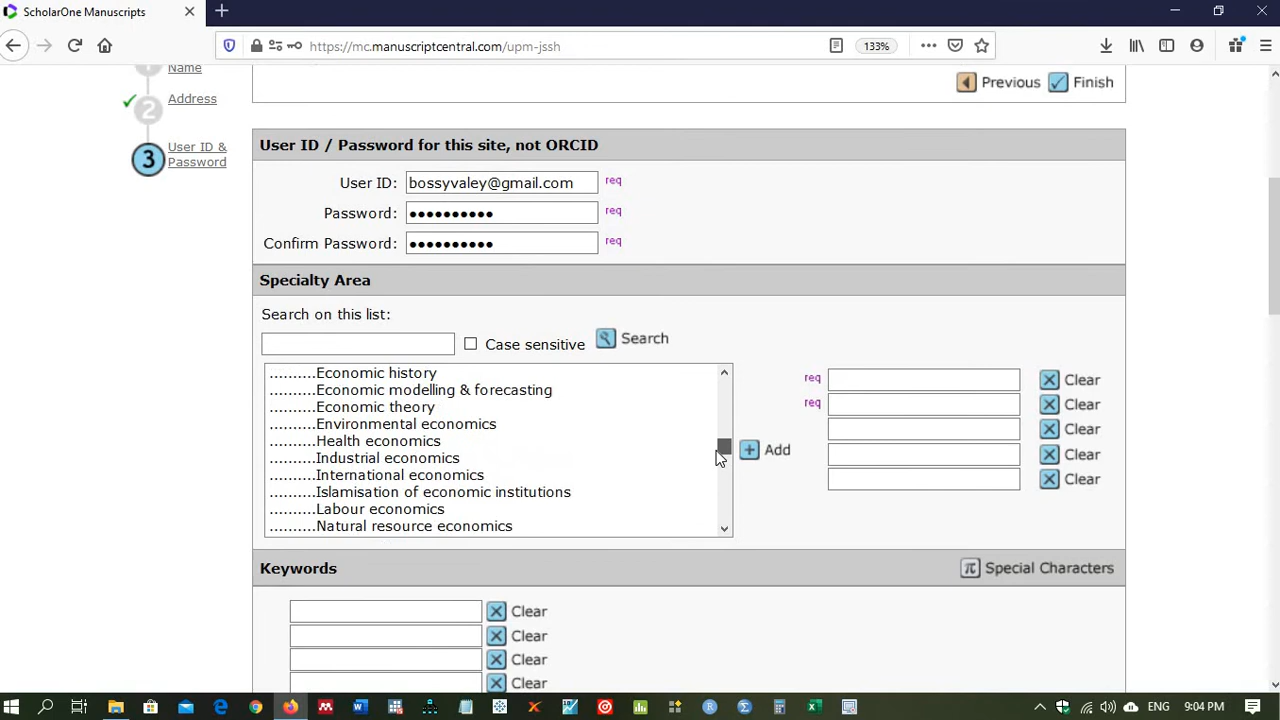 ScholarOne Manuscripts
https://mc.manuscriptcentral.com/upm-jssh
133%
Name
2
Address
3
User ID &
Password
Previous
Finish
User ID / Password for this site, not ORCID
User ID:
bossyvaley@gmail.com
req
Password:
••••••••••
req
Confirm Password:
••••••••••
req
Specialty Area
Search on this list:
Case sensitive
Search
..........Economic history
..........Economic modelling & forecasting
..........Economic theory
..........Environmental economics
..........Health economics
..........Industrial economics
..........International economics
..........Islamisation of economic institutions
..........Labour economics
..........Natural resource economics
Add
req
Clear
req
Clear
Clear
Clear
Clear
Keywords
Special Characters
Clear
Clear
Clear
Clear
ENG
9:04 PM